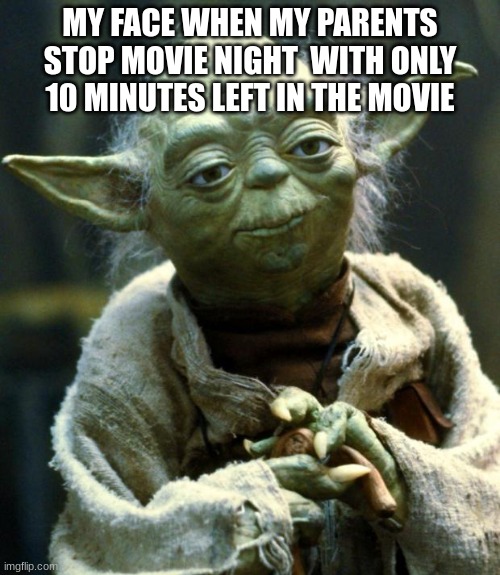 MY FACE WHEN MY PARENTS
STOP MOVIE NIGHT WITH ONLY
10 MINUTES LEFT IN THE MOVIE
imgflip.com